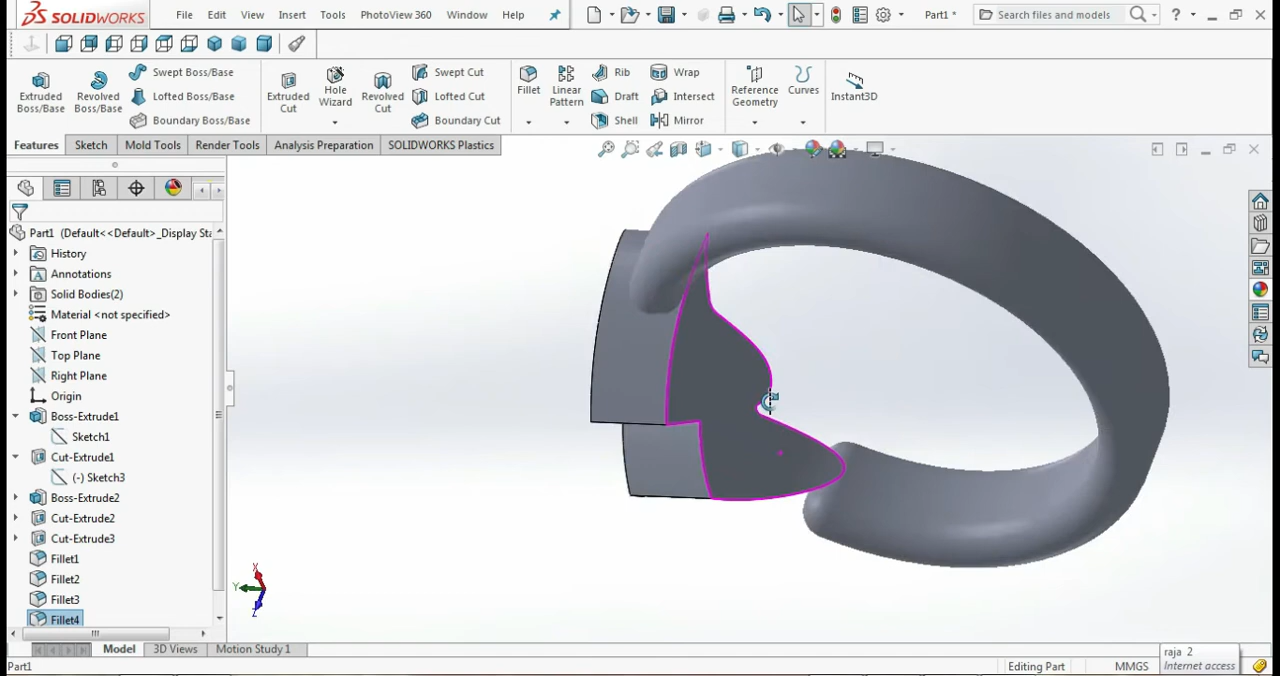 SOLIDWORKS File Edit View Insert Tools PhotoView 360 Window Help Part1 * Search files and models ?
Extruded Boss/Base Revolved Boss/Base Swept Boss/Base Lofted Boss/Base Boundary Boss/Base Extruded Cut Hole Wizard Revolved Cut Swept Cut Lofted Cut Boundary Cut Fillet Linear Pattern Rib Draft Shell Wrap Intersect Mirror Reference Geometry Curves Instant3D
Features Sketch Mold Tools Render Tools Analysis Preparation SOLIDWORKS Plastics
Part1 (Default<<Default>_Display Sta
History
Annotations
Solid Bodies(2)
Material <not specified>
Front Plane
Top Plane
Right Plane
Origin
Boss-Extrude1
Sketch1
Cut-Extrude1
(-) Sketch3
Boss-Extrude2
Cut-Extrude2
Cut-Extrude3
Fillet1
Fillet2
Fillet3
Fillet4
X
Y
Z
Model 3D Views Motion Study 1
raja 2
Internet access
Part1 Editing Part MMGS